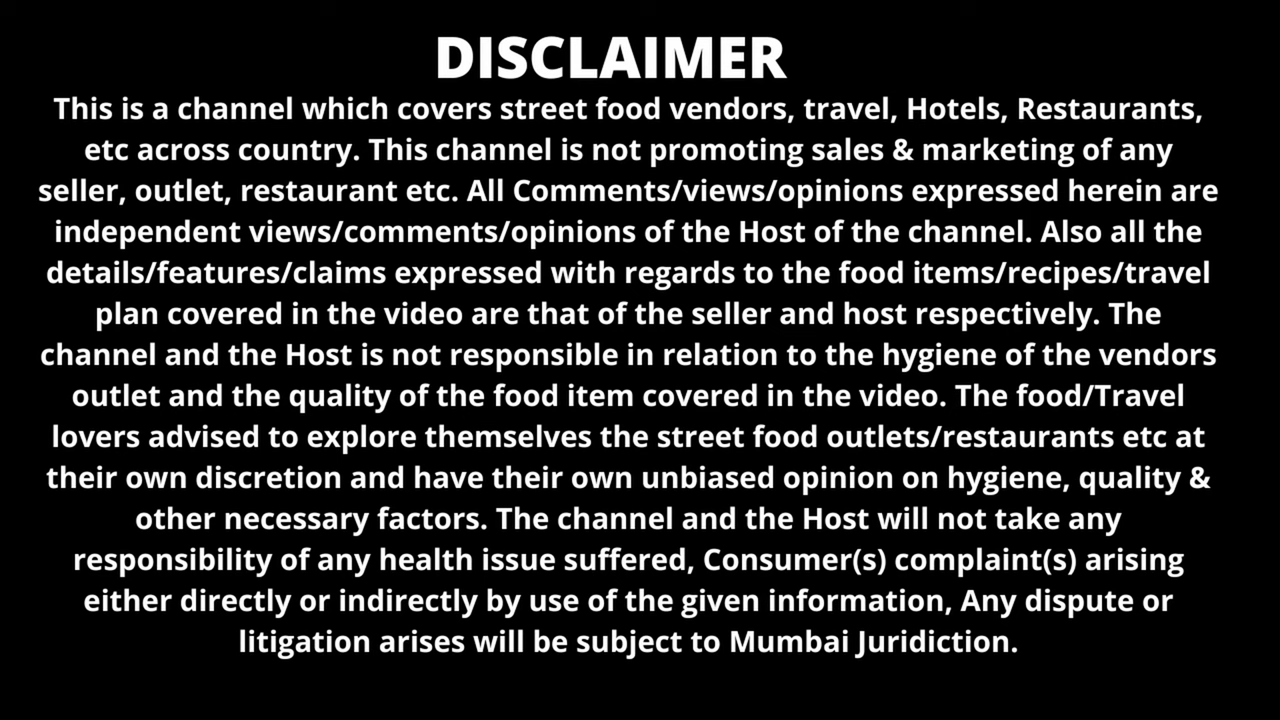 DISCLAIMER
This is a channel which covers street food vendors, travel, Hotels, Restaurants,
etc across country. This channel is not promoting sales & marketing of any
seller, outlet, restaurant etc. All Comments/views/opinions expressed herein are
independent views/comments/opinions of the Host of the channel. Also all the
details/features/claims expressed with regards to the food items/recipes/travel
plan covered in the video are that of the seller and host respectively. The
channel and the Host is not responsible in relation to the hygiene of the vendors
outlet and the quality of the food item covered in the video. The food/Travel
lovers advised to explore themselves the street food outlets/restaurants etc at
their own discretion and have their own unbiased opinion on hygiene, quality &
other necessary factors. The channel and the Host will not take any
responsibility of any health issue suffered, Consumer(s) complaint(s) arising
either directly or indirectly by use of the given information, Any dispute or
litigation arises will be subject to Mumbai Juridiction.